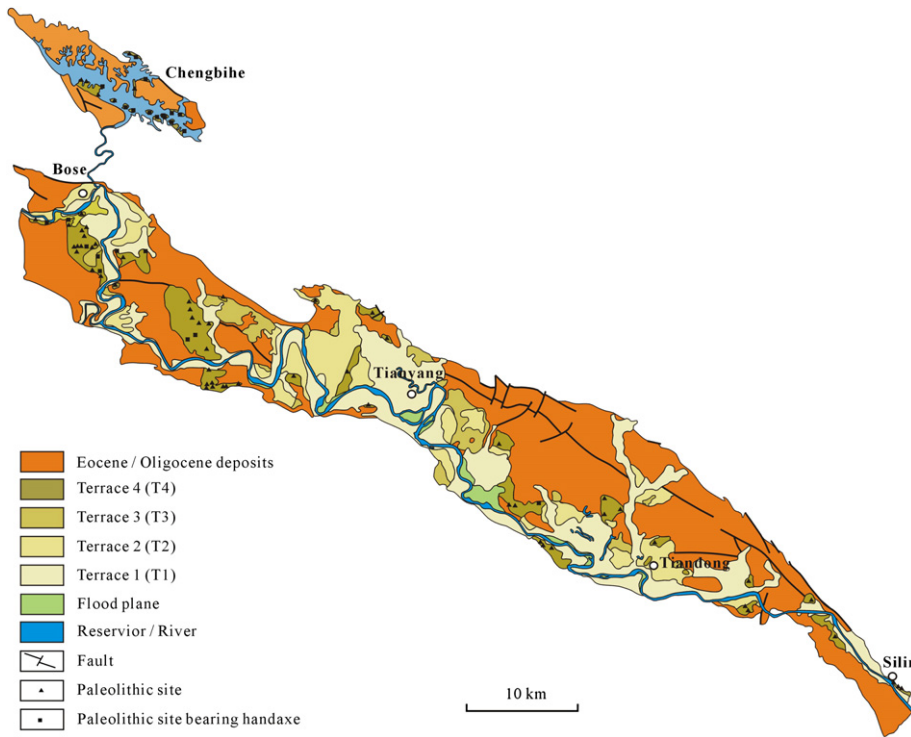 Chengbihe
Bose
Tianyang
Tiandong
Silin
Eocene / Oligocene deposits
Terrace 4 (T4)
Terrace 3 (T3)
Terrace 2 (T2)
Terrace 1 (T1)
Flood plane
Reservior / River
Fault
Paleolithic site
Paleolithic site bearing handaxe
10 km